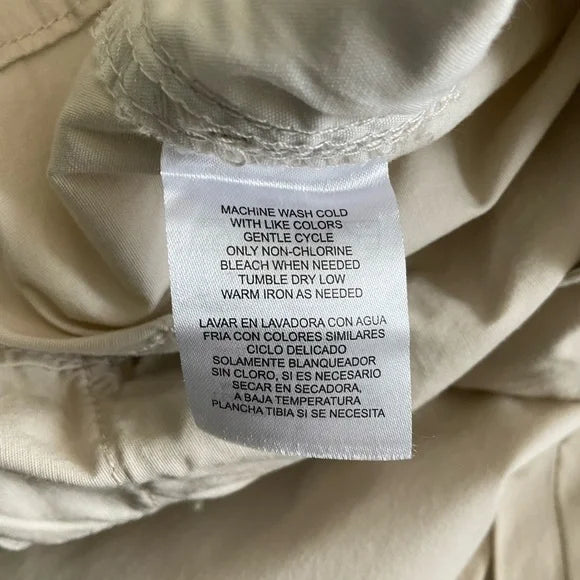 MACHINE WASH COLD
WITH LIKE COLORS
GENTLE CYCLE
ONLY NON-CHLORINE
BLEACH WHEN NEEDED
TUMBLE DRY LOW
WARM IRON AS NEEDED
LAVAR EN LAVADORA CON AGUA
FRIA CON COLORES SIMILARES
CICLO DELICADO
SOLAMENTE BLANQUEADOR
SIN CLORO, SI ES NECESARIO
SECAR EN SECADORA,
A BAJA TEMPERATURA
PLANCHA TIBIA SI SE NECESITA